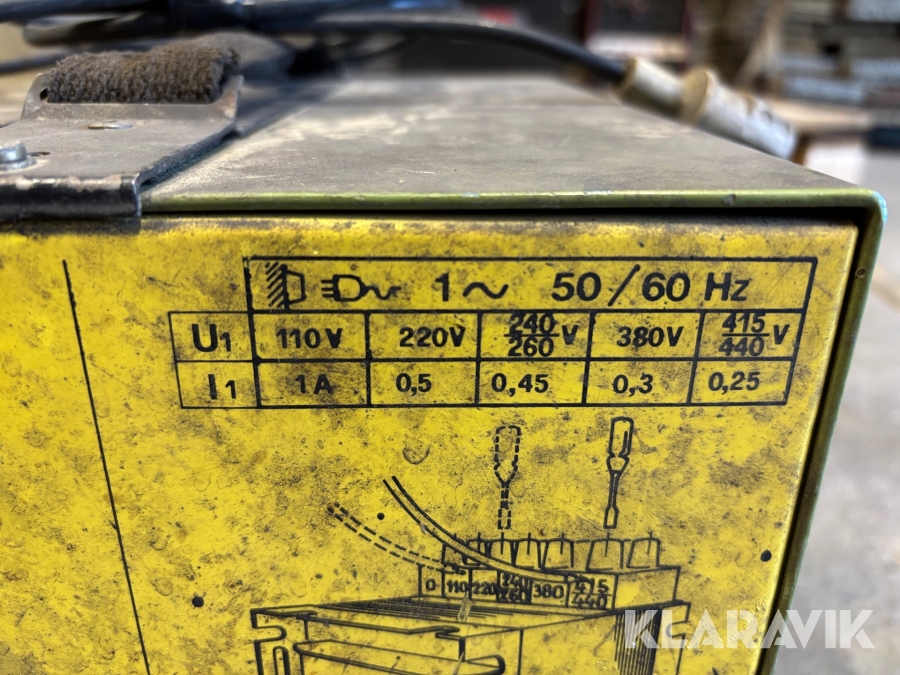 1~ 50/60 Hz
U1 110V 220V 240/260 V 380V 415/440 V
I1 1A 0,5 0,45 0,3 0,25
0 110 220 240/260 380 415/440
KLARAVIK